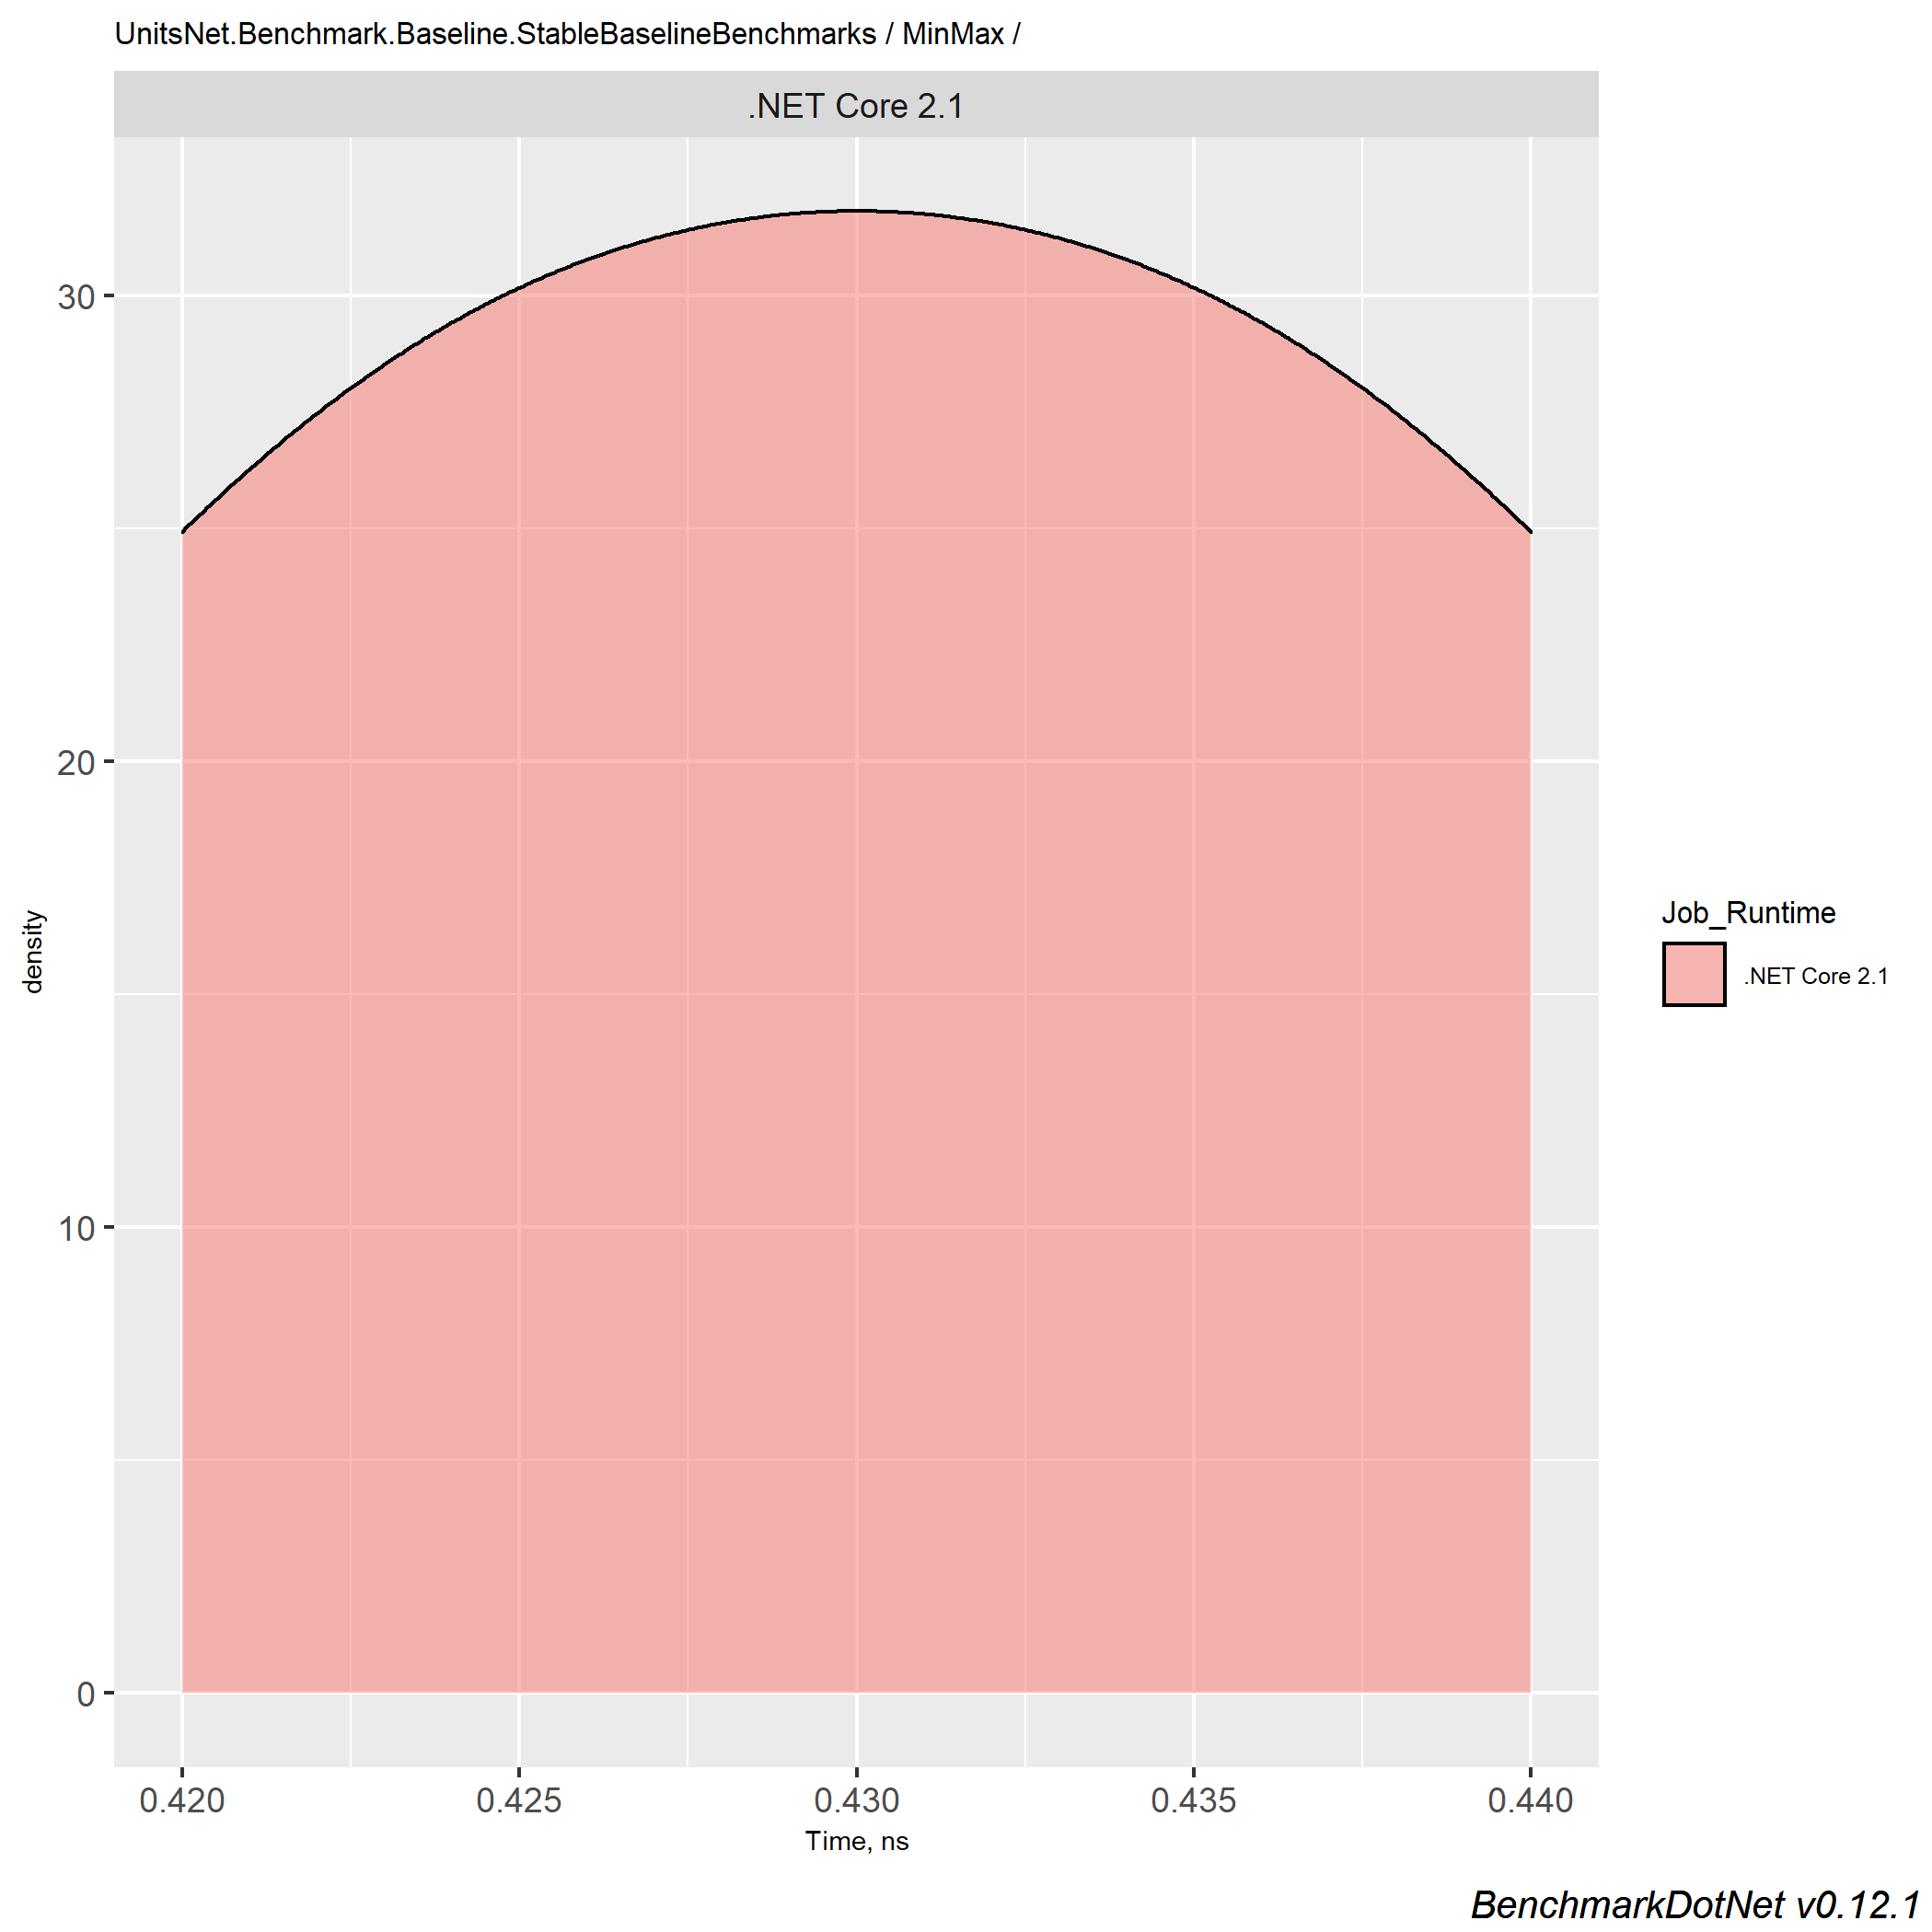 UnitsNet.Benchmark.Baseline.StableBaselineBenchmarks / MinMax /
.NET Core 2.1
30
20
10
0
density
0.420 0.425 0.430 0.435 0.440
Time, ns
Job_Runtime
.NET Core 2.1
BenchmarkDotNet v0.12.1